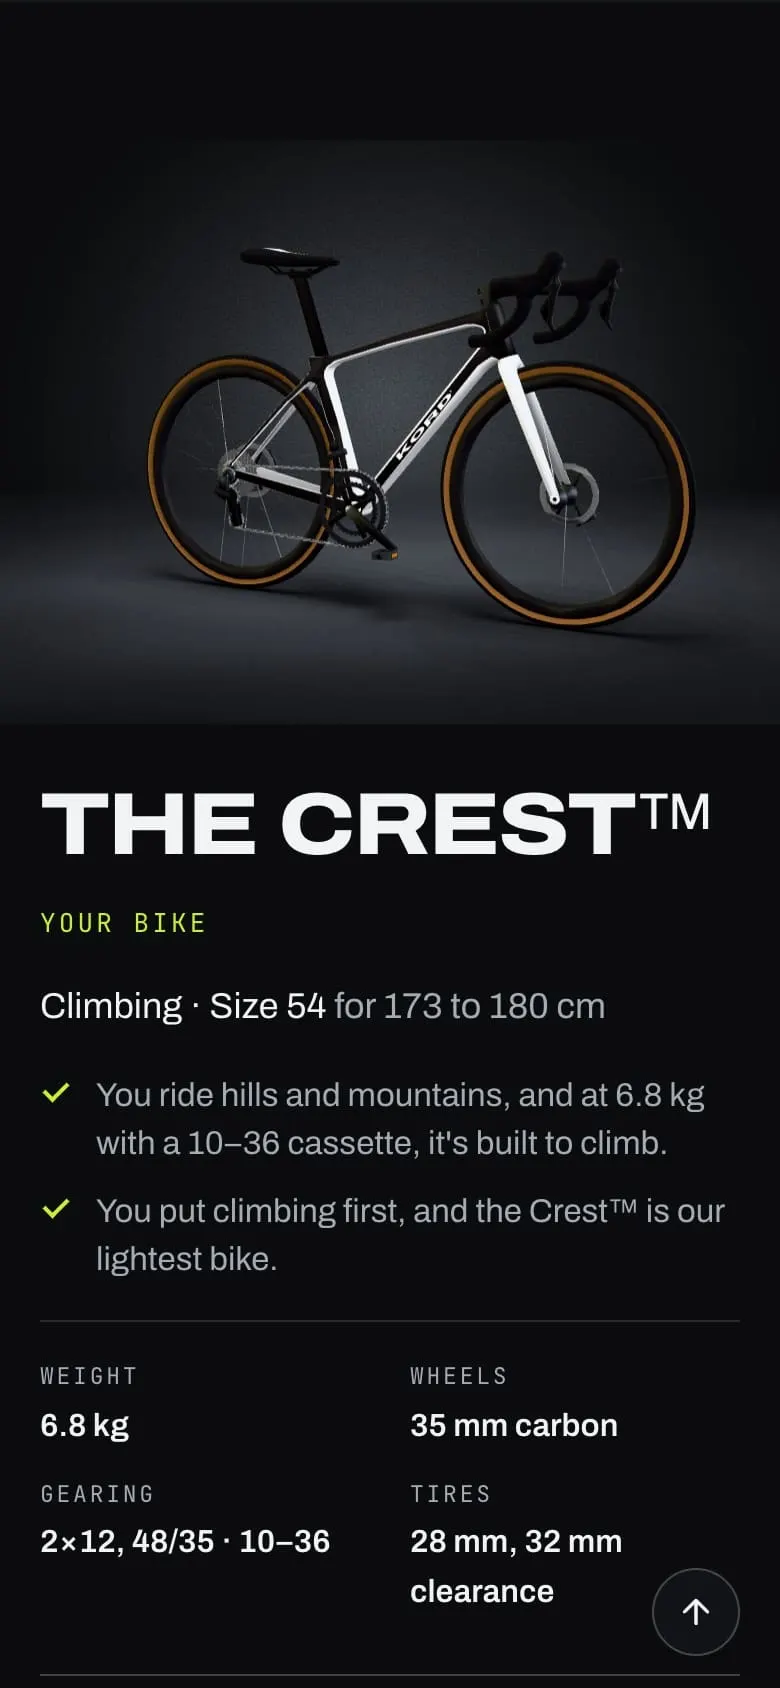 KORD
THE CREST™
YOUR BIKE
Climbing · Size 54 for 173 to 180 cm
You ride hills and mountains, and at 6.8 kg
with a 10–36 cassette, it's built to climb.
You put climbing first, and the Crest™ is our
lightest bike.
WEIGHT
6.8 kg
WHEELS
35 mm carbon
GEARING
2×12, 48/35 · 10–36
TIRES
28 mm, 32 mm
clearance